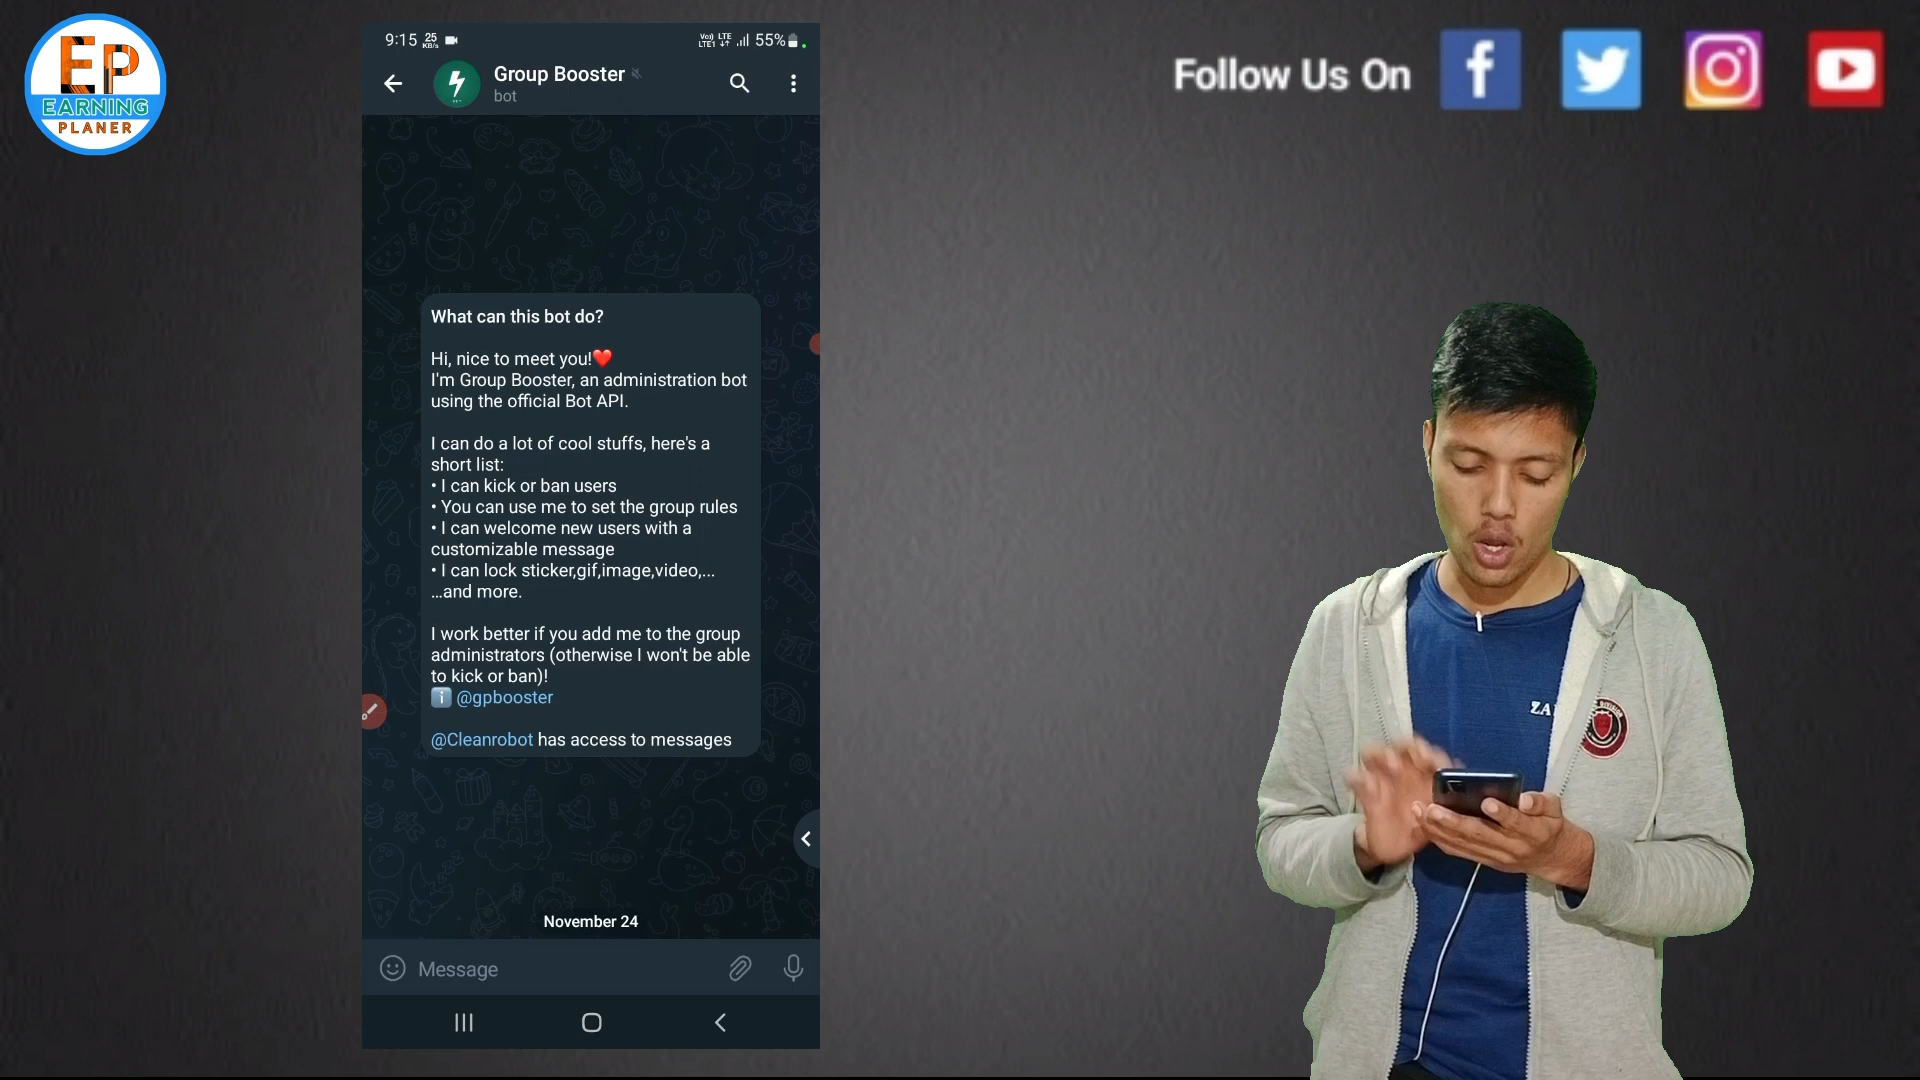 EP
EARNING
PLANER
9:15 25 KB/s
Vo)) LTE LTE1 55%
Group Booster
bot
What can this bot do?
Hi, nice to meet you!❤️
I'm Group Booster, an administration bot
using the official Bot API.
I can do a lot of cool stuffs, here's a
short list:
• I can kick or ban users
• You can use me to set the group rules
• I can welcome new users with a
customizable message
• I can lock sticker,gif,image,video,...
...and more.
I work better if you add me to the group
administrators (otherwise I won't be able
to kick or ban)!
ℹ️ @gpbooster
@Cleanrobot has access to messages
November 24
Message
Follow Us On
ZA